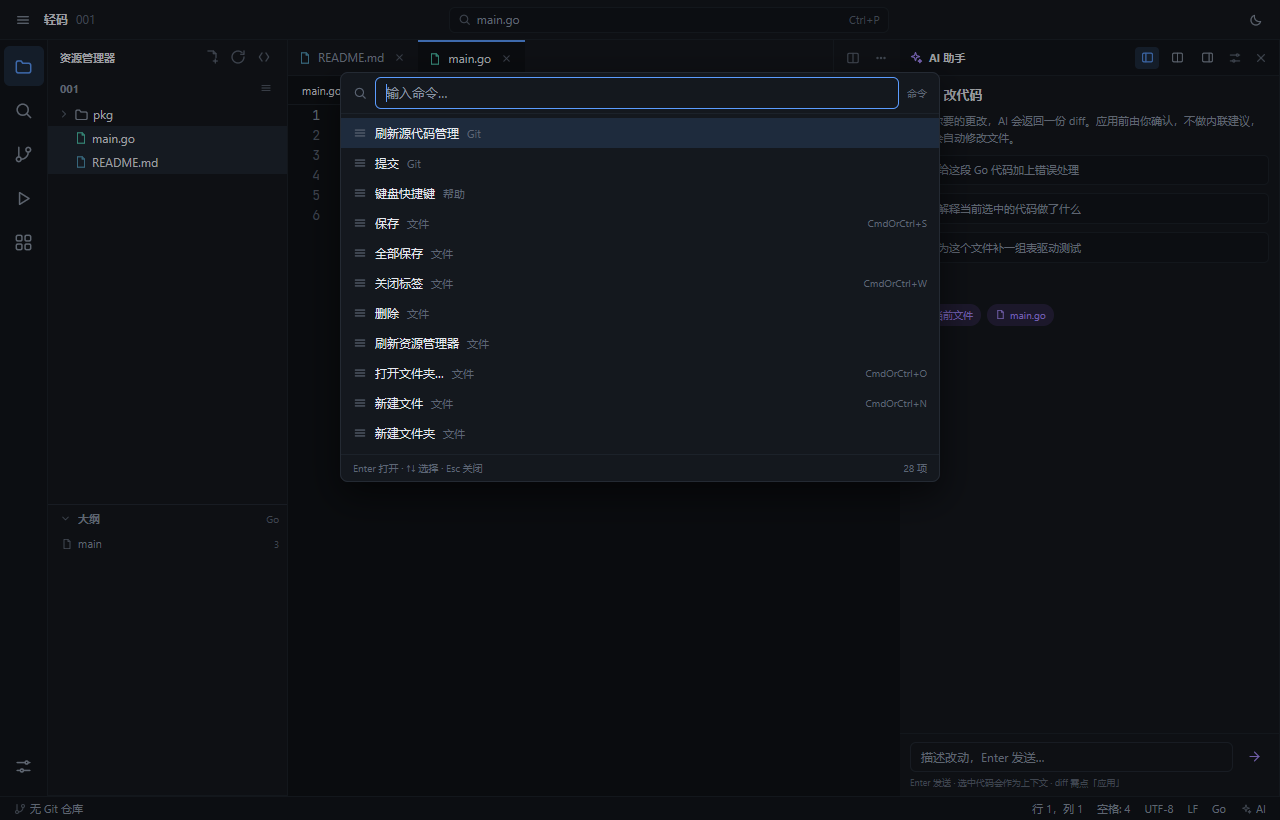 轻码 001
main.go Ctrl+P
资源管理器
001
pkg
main.go
README.md
大纲 Go
main 3
README.md
main.go
main.go
1
2
3
4
5
6
输入命令... 命令
刷新源代码管理 Git
提交 Git
键盘快捷键 帮助
保存 文件 CmdOrCtrl+S
全部保存 文件
关闭标签 文件 CmdOrCtrl+W
删除 文件
刷新资源管理器 文件
打开文件夹... 文件 CmdOrCtrl+O
新建文件 文件 CmdOrCtrl+N
新建文件夹 文件
Enter 打开 · ↑↓ 选择 · Esc 关闭 28 项
AI 助手
改代码
要的更改，AI 会返回一份 diff。应用前由你确认，不做内联建议，
自动修改文件。
给这段 Go 代码加上错误处理
解释当前选中的代码做了什么
为这个文件补一组表驱动测试
前文件 main.go
描述改动，Enter 发送...
Enter 发送 · 选中代码会作为上下文 · diff 需点「应用」
无 Git 仓库
行 1，列 1 空格: 4 UTF-8 LF Go AI